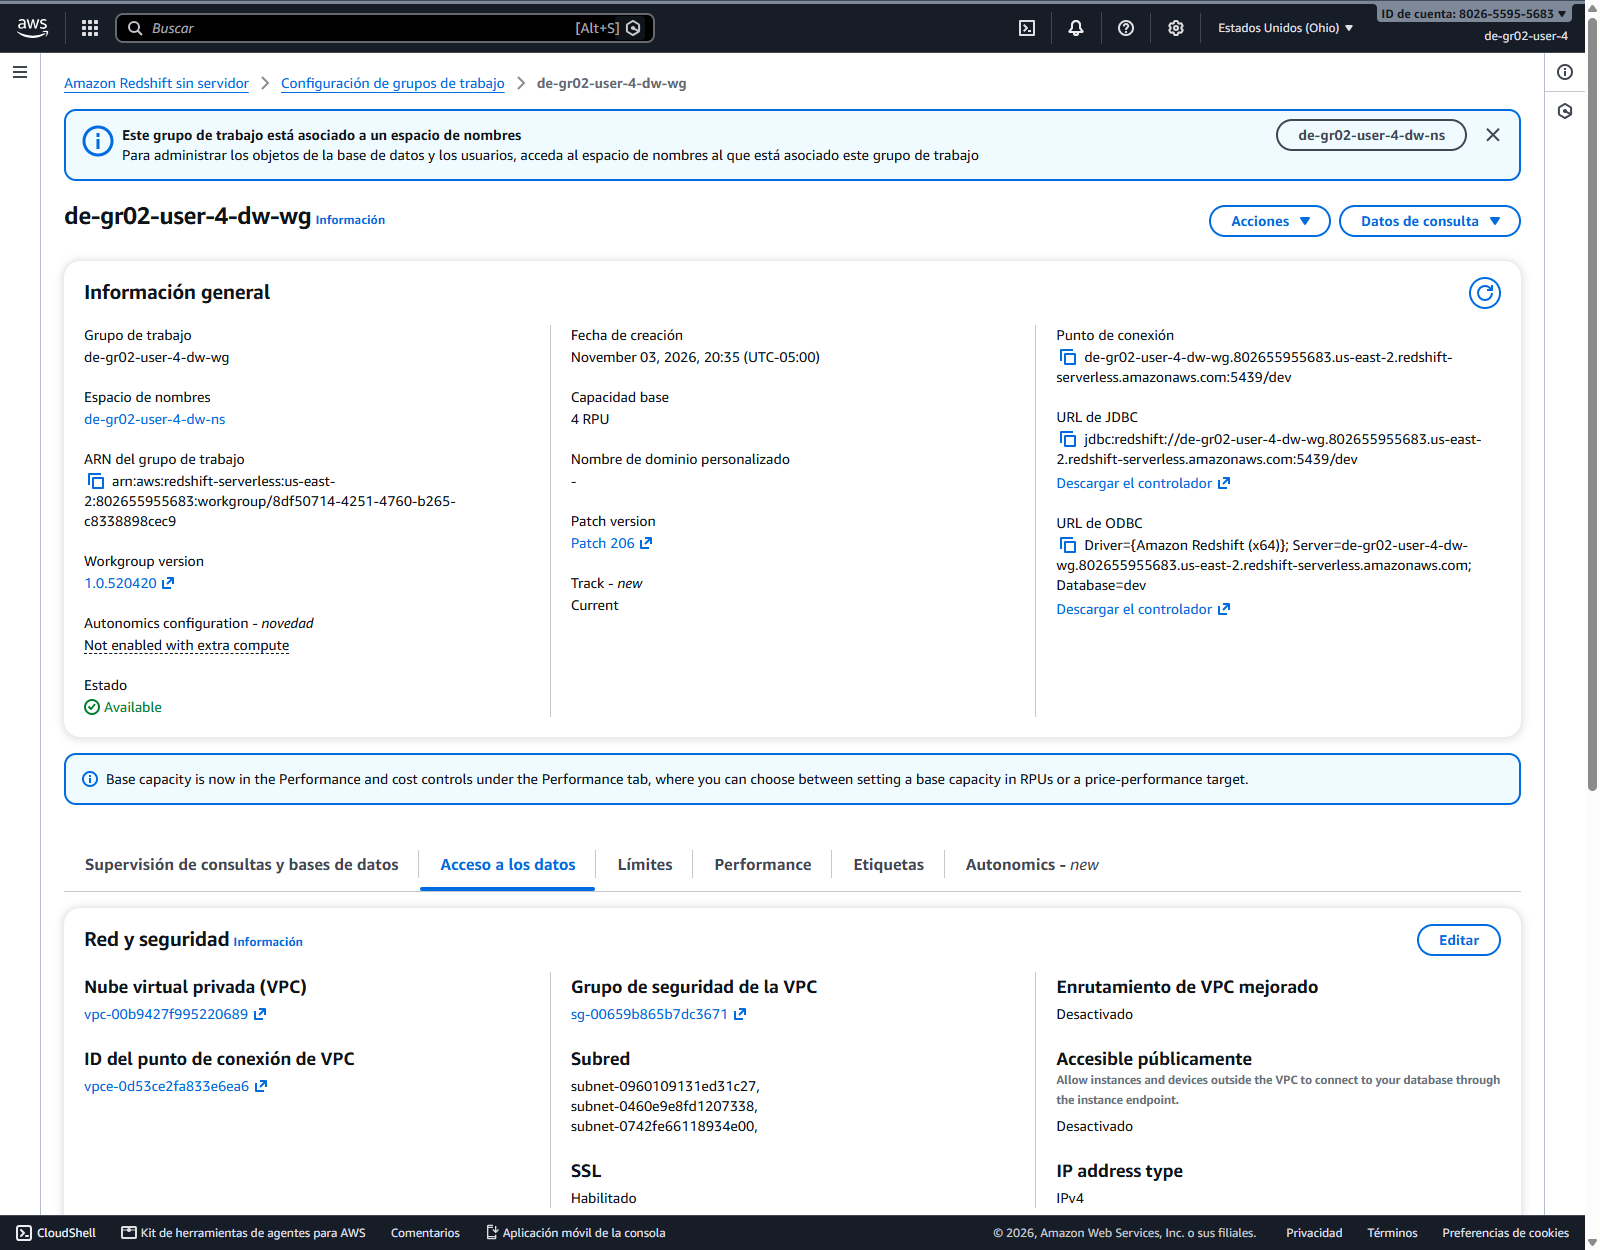 aws
Buscar
[Alt+S]
Estados Unidos (Ohio)
ID de cuenta: 8026-5595-5683
de-gr02-user-4
Amazon Redshift sin servidor
Configuración de grupos de trabajo
de-gr02-user-4-dw-wg
Este grupo de trabajo está asociado a un espacio de nombres
Para administrar los objetos de la base de datos y los usuarios, acceda al espacio de nombres al que está asociado este grupo de trabajo
de-gr02-user-4-dw-ns
de-gr02-user-4-dw-wg Información
Acciones
Datos de consulta
Información general
Grupo de trabajo
de-gr02-user-4-dw-wg
Espacio de nombres
de-gr02-user-4-dw-ns
ARN del grupo de trabajo
arn:aws:redshift-serverless:us-east-
2:802655955683:workgroup/8df50714-4251-4760-b265-
c8338898cec9
Workgroup version
1.0.520420
Autonomics configuration - novedad
Not enabled with extra compute
Estado
Available
Fecha de creación
November 03, 2026, 20:35 (UTC-05:00)
Capacidad base
4 RPU
Nombre de dominio personalizado
-
Patch version
Patch 206
Track - new
Current
Punto de conexión
de-gr02-user-4-dw-wg.802655955683.us-east-2.redshift-
serverless.amazonaws.com:5439/dev
URL de JDBC
jdbc:redshift://de-gr02-user-4-dw-wg.802655955683.us-east-
2.redshift-serverless.amazonaws.com:5439/dev
Descargar el controlador
URL de ODBC
Driver={Amazon Redshift (x64)}; Server=de-gr02-user-4-dw-
wg.802655955683.us-east-2.redshift-serverless.amazonaws.com;
Database=dev
Descargar el controlador
Base capacity is now in the Performance and cost controls under the Performance tab, where you can choose between setting a base capacity in RPUs or a price-performance target.
Supervisión de consultas y bases de datos
Acceso a los datos
Límites
Performance
Etiquetas
Autonomics - new
Red y seguridad Información
Editar
Nube virtual privada (VPC)
vpc-00b9427f995220689
ID del punto de conexión de VPC
vpce-0d53ce2fa833e6ea6
Grupo de seguridad de la VPC
sg-00659b865b7dc3671
Subred
subnet-0960109131ed31c27,
subnet-0460e9e8fd1207338,
subnet-0742fe66118934e00,
SSL
Habilitado
Enrutamiento de VPC mejorado
Desactivado
Accesible públicamente
Allow instances and devices outside the VPC to connect to your database through
the instance endpoint.
Desactivado
IP address type
IPv4
CloudShell
Kit de herramientas de agentes para AWS
Comentarios
Aplicación móvil de la consola
© 2026, Amazon Web Services, Inc. o sus filiales.
Privacidad
Términos
Preferencias de cookies